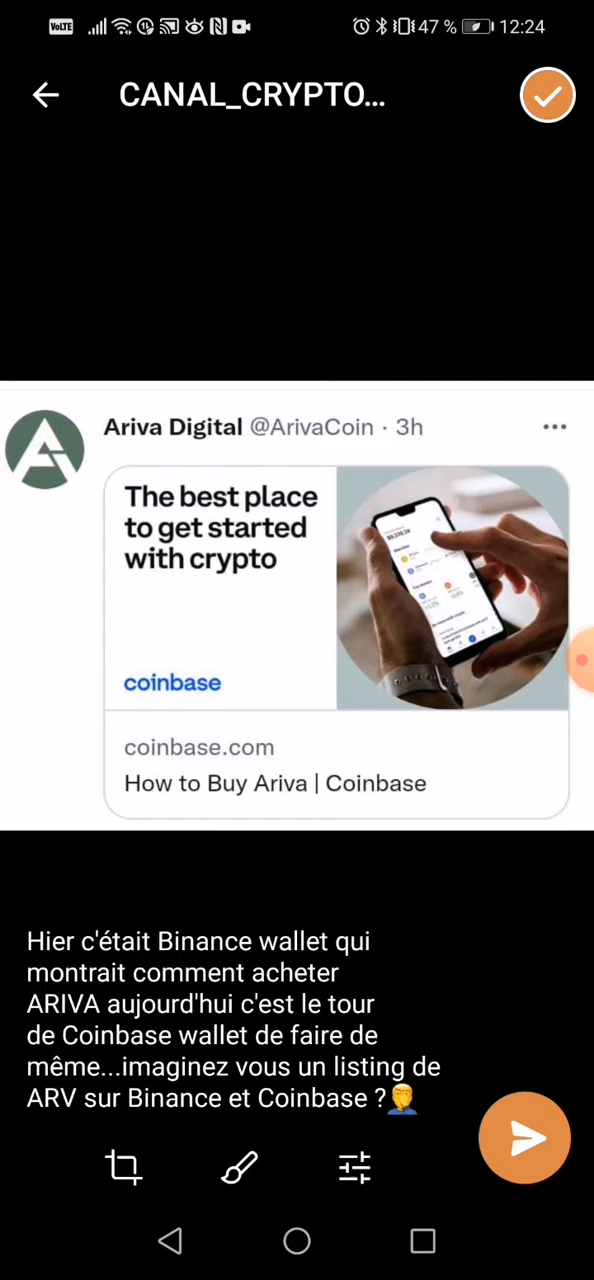 VoLTE 47 % 12:24
CANAL_CRYPTO...
Ariva Digital @ArivaCoin · 3h
The best place
to get started
with crypto
coinbase
coinbase.com
How to Buy Ariva | Coinbase
Hier c'était Binance wallet qui
montrait comment acheter
ARIVA aujourd'hui c'est le tour
de Coinbase wallet de faire de
même...imaginez vous un listing de
ARV sur Binance et Coinbase ?🤦‍♂️